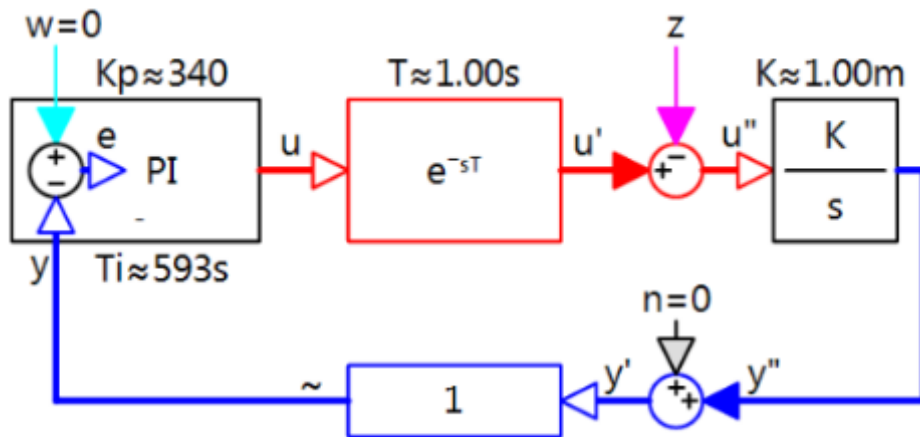 w=0
z
Kp≈340
T≈1.00s
K≈1.00m
+
e
−
PI
u
e⁻ˢᵀ
u'
+
−
u"
K
s
-
y
Ti≈593s
n=0
~
1
y'
+
+
y"